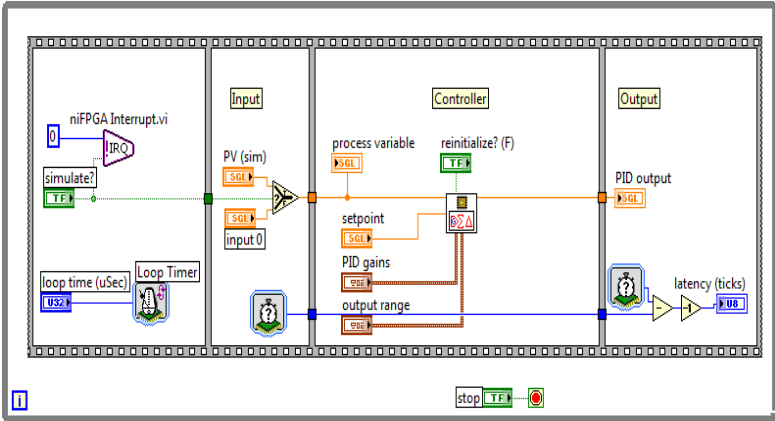 niFPGA Interrupt.vi
0
IRQ
simulate?
TF
loop time (uSec)
U32
Loop Timer
Input
PV (sim)
SGL
SGL
input 0
?
T
F
?
Controller
process variable
SGL
reinitialize? (F)
TF
setpoint
SGL
PID gains
output range
Output
PID output
SGL
?
latency (ticks)
-
-1
U8
i
stop
TF